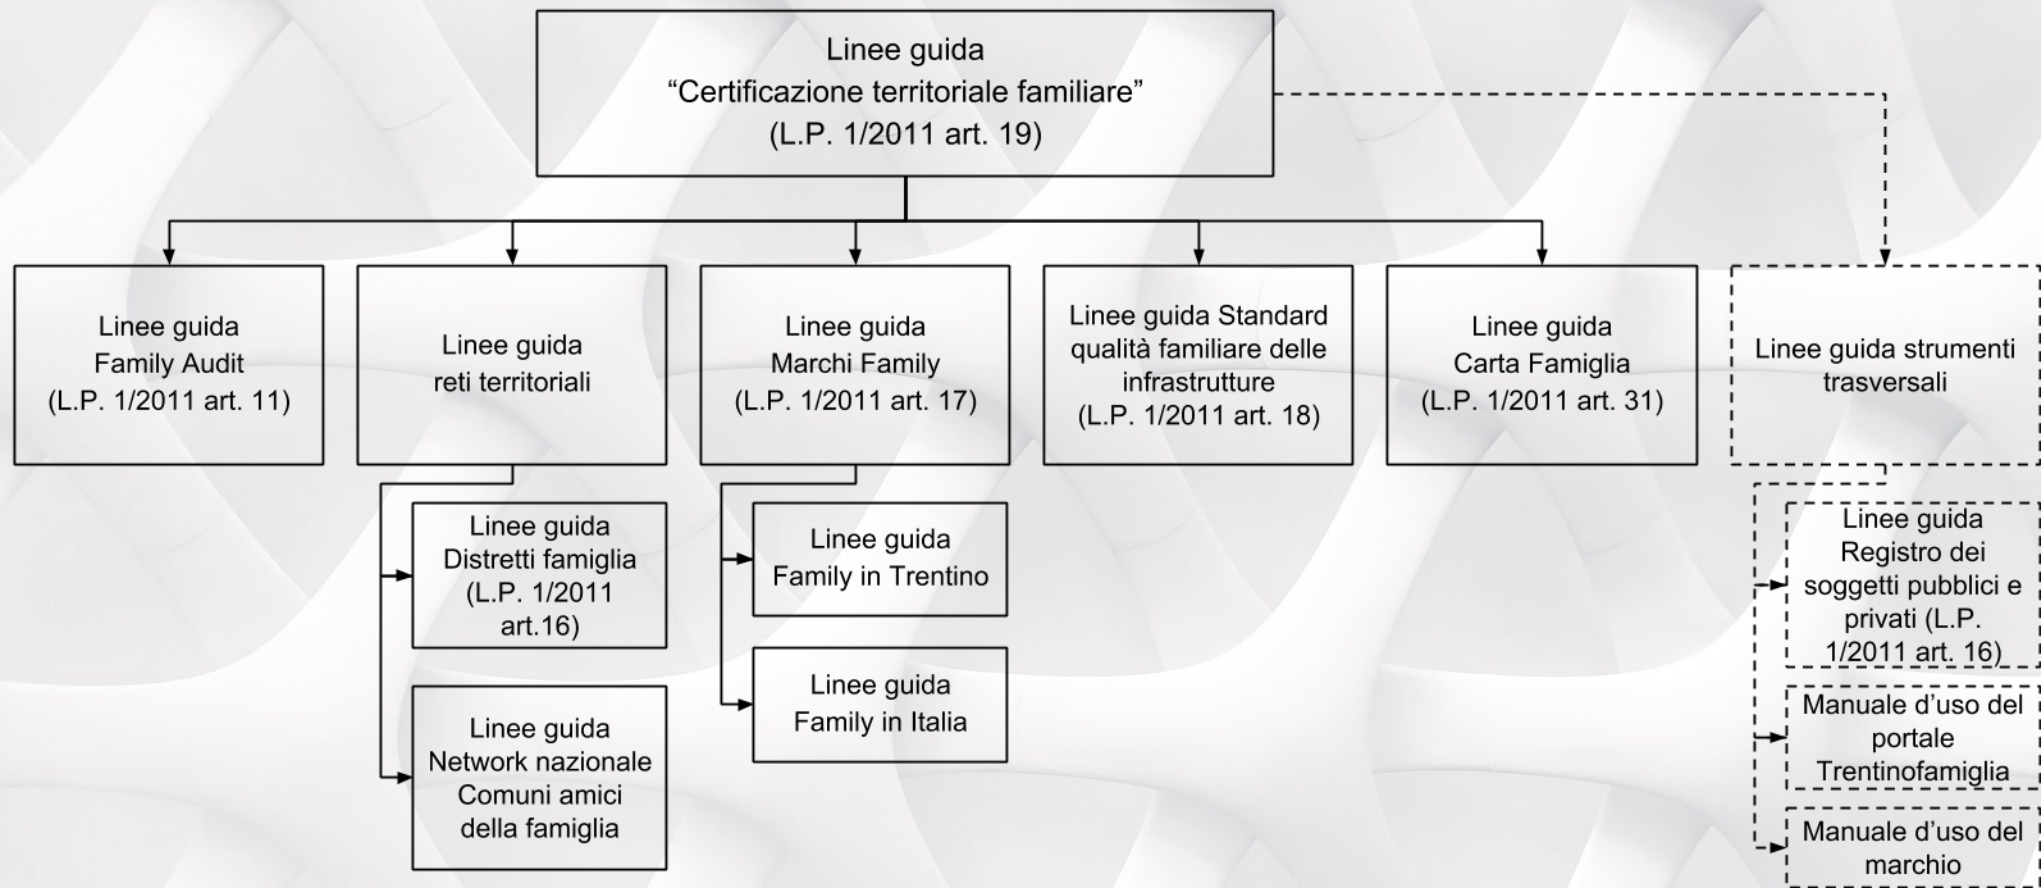 Linee guida
“Certificazione territoriale familiare”
(L.P. 1/2011 art. 19)
Linee guida
Family Audit
(L.P. 1/2011 art. 11)
Linee guida
reti territoriali
Linee guida
Marchi Family
(L.P. 1/2011 art. 17)
Linee guida Standard
qualità familiare delle
infrastrutture
(L.P. 1/2011 art. 18)
Linee guida
Carta Famiglia
(L.P. 1/2011 art. 31)
Linee guida strumenti
trasversali
Linee guida
Distretti famiglia
(L.P. 1/2011
art.16)
Linee guida
Network nazionale
Comuni amici
della famiglia
Linee guida
Family in Trentino
Linee guida
Family in Italia
Linee guida
Registro dei
soggetti pubblici e
privati (L.P.
1/2011 art. 16)
Manuale d’uso del
portale
Trentinofamiglia
Manuale d’uso del
marchio